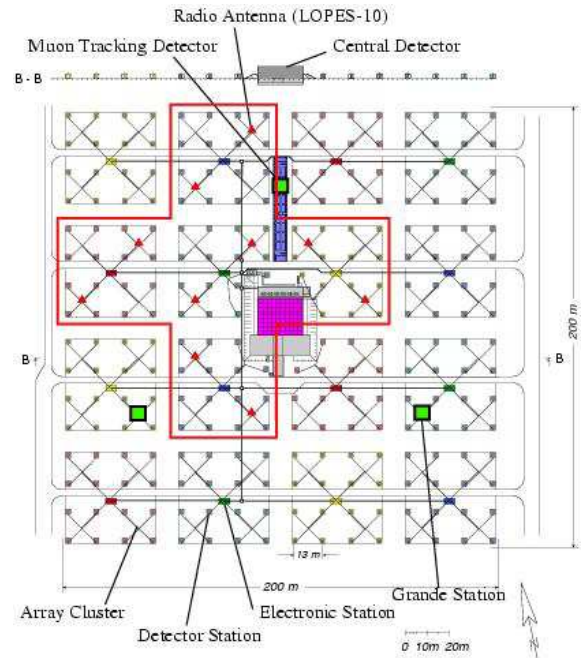 Radio Antenna (LOPES-10)
Muon Tracking Detector
Central Detector
B - B
200 m
B
B
13 m
200 m
Grande Station
Array Cluster
Electronic Station
Detector Station
0 10m 20m